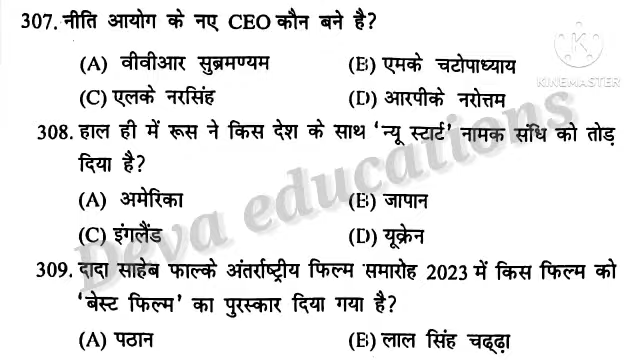 307. नीति आयोग के नए CEO कौन बने है?
KINEMASTER
(A) वीवीआर सुब्रमण्यम (B) एमके चटोपाध्याय
(C) एलके नरसिंह (D) आरपीके नरोत्तम
308. हाल ही में रूस ने किस देश के साथ 'न्यू स्टार्ट' नामक संधि को तोड़
दिया है?
(A) अमेरिका (B) जापान
(C) इंगलैंड (D) यूक्रेन
Deva educations
309. दादा साहेब फाल्के अंतर्राष्ट्रीय फिल्म समारोह 2023 में किस फिल्म को
'बेस्ट फिल्म' का पुरस्कार दिया गया है?
(A) पठान (B) लाल सिंह चढ्ढा